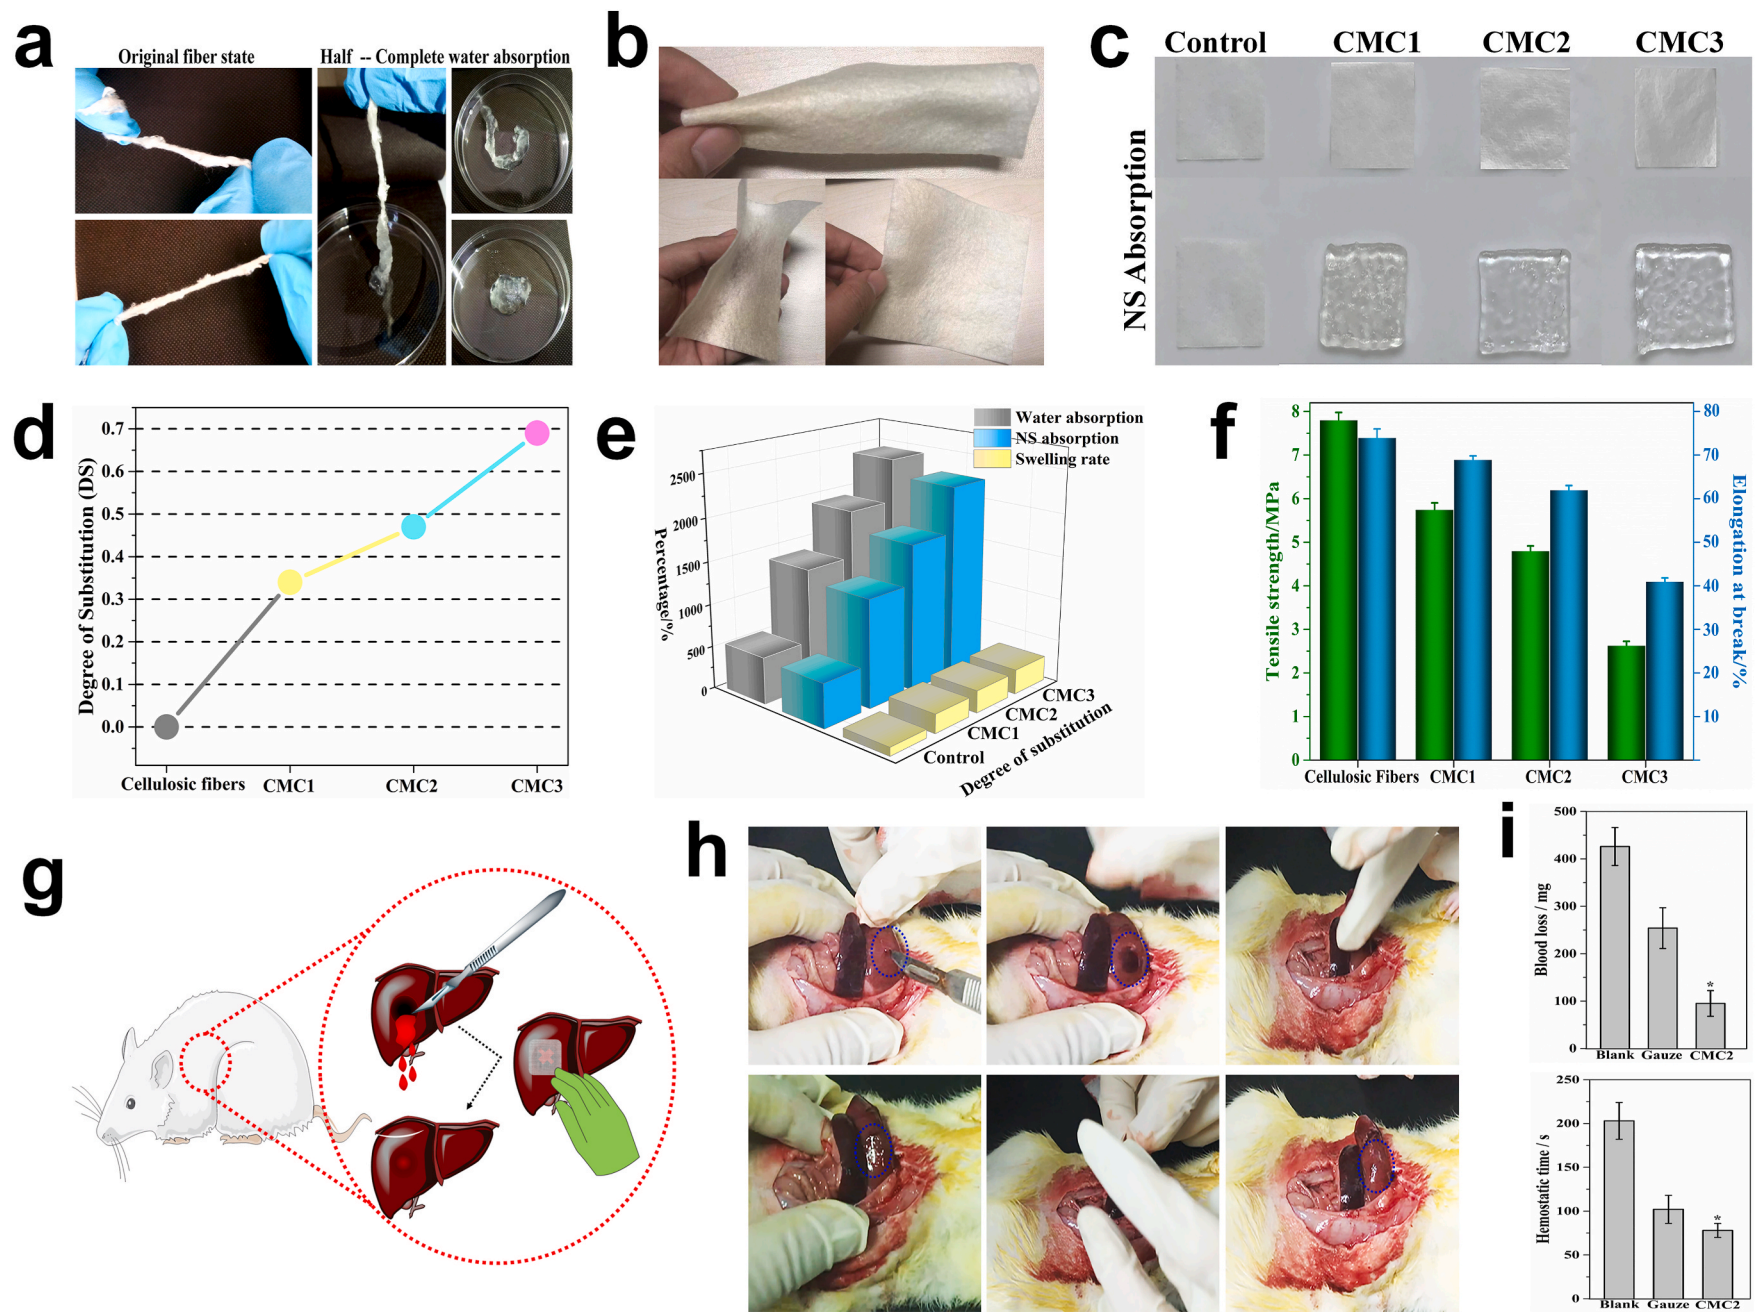 a
Original fiber state
Half -- Complete water absorption
b
c
Control CMC1 CMC2 CMC3
NS Absorption
d
Degree of Substitution (DS)
0.7
0.6
0.5
0.4
0.3
0.2
0.1
0.0
Cellulosic fibers CMC1 CMC2 CMC3
e
Water absorption
NS absorption
Swelling rate
Percentage/%
2500
2000
1500
1000
500
0
Control
CMC1
CMC2
CMC3
Degree of substitution
f
Tensile strength/MPa
8
7
6
5
4
3
2
1
0
Elongation at break/%
80
70
60
50
40
30
20
10
Cellulosic Fibers CMC1 CMC2 CMC3
g
h
i
Blood loss / mg
500
400
300
200
100
0
*
Blank Gauze CMC2
Hemostatic time / s
250
200
150
100
50
0
*
Blank Gauze CMC2